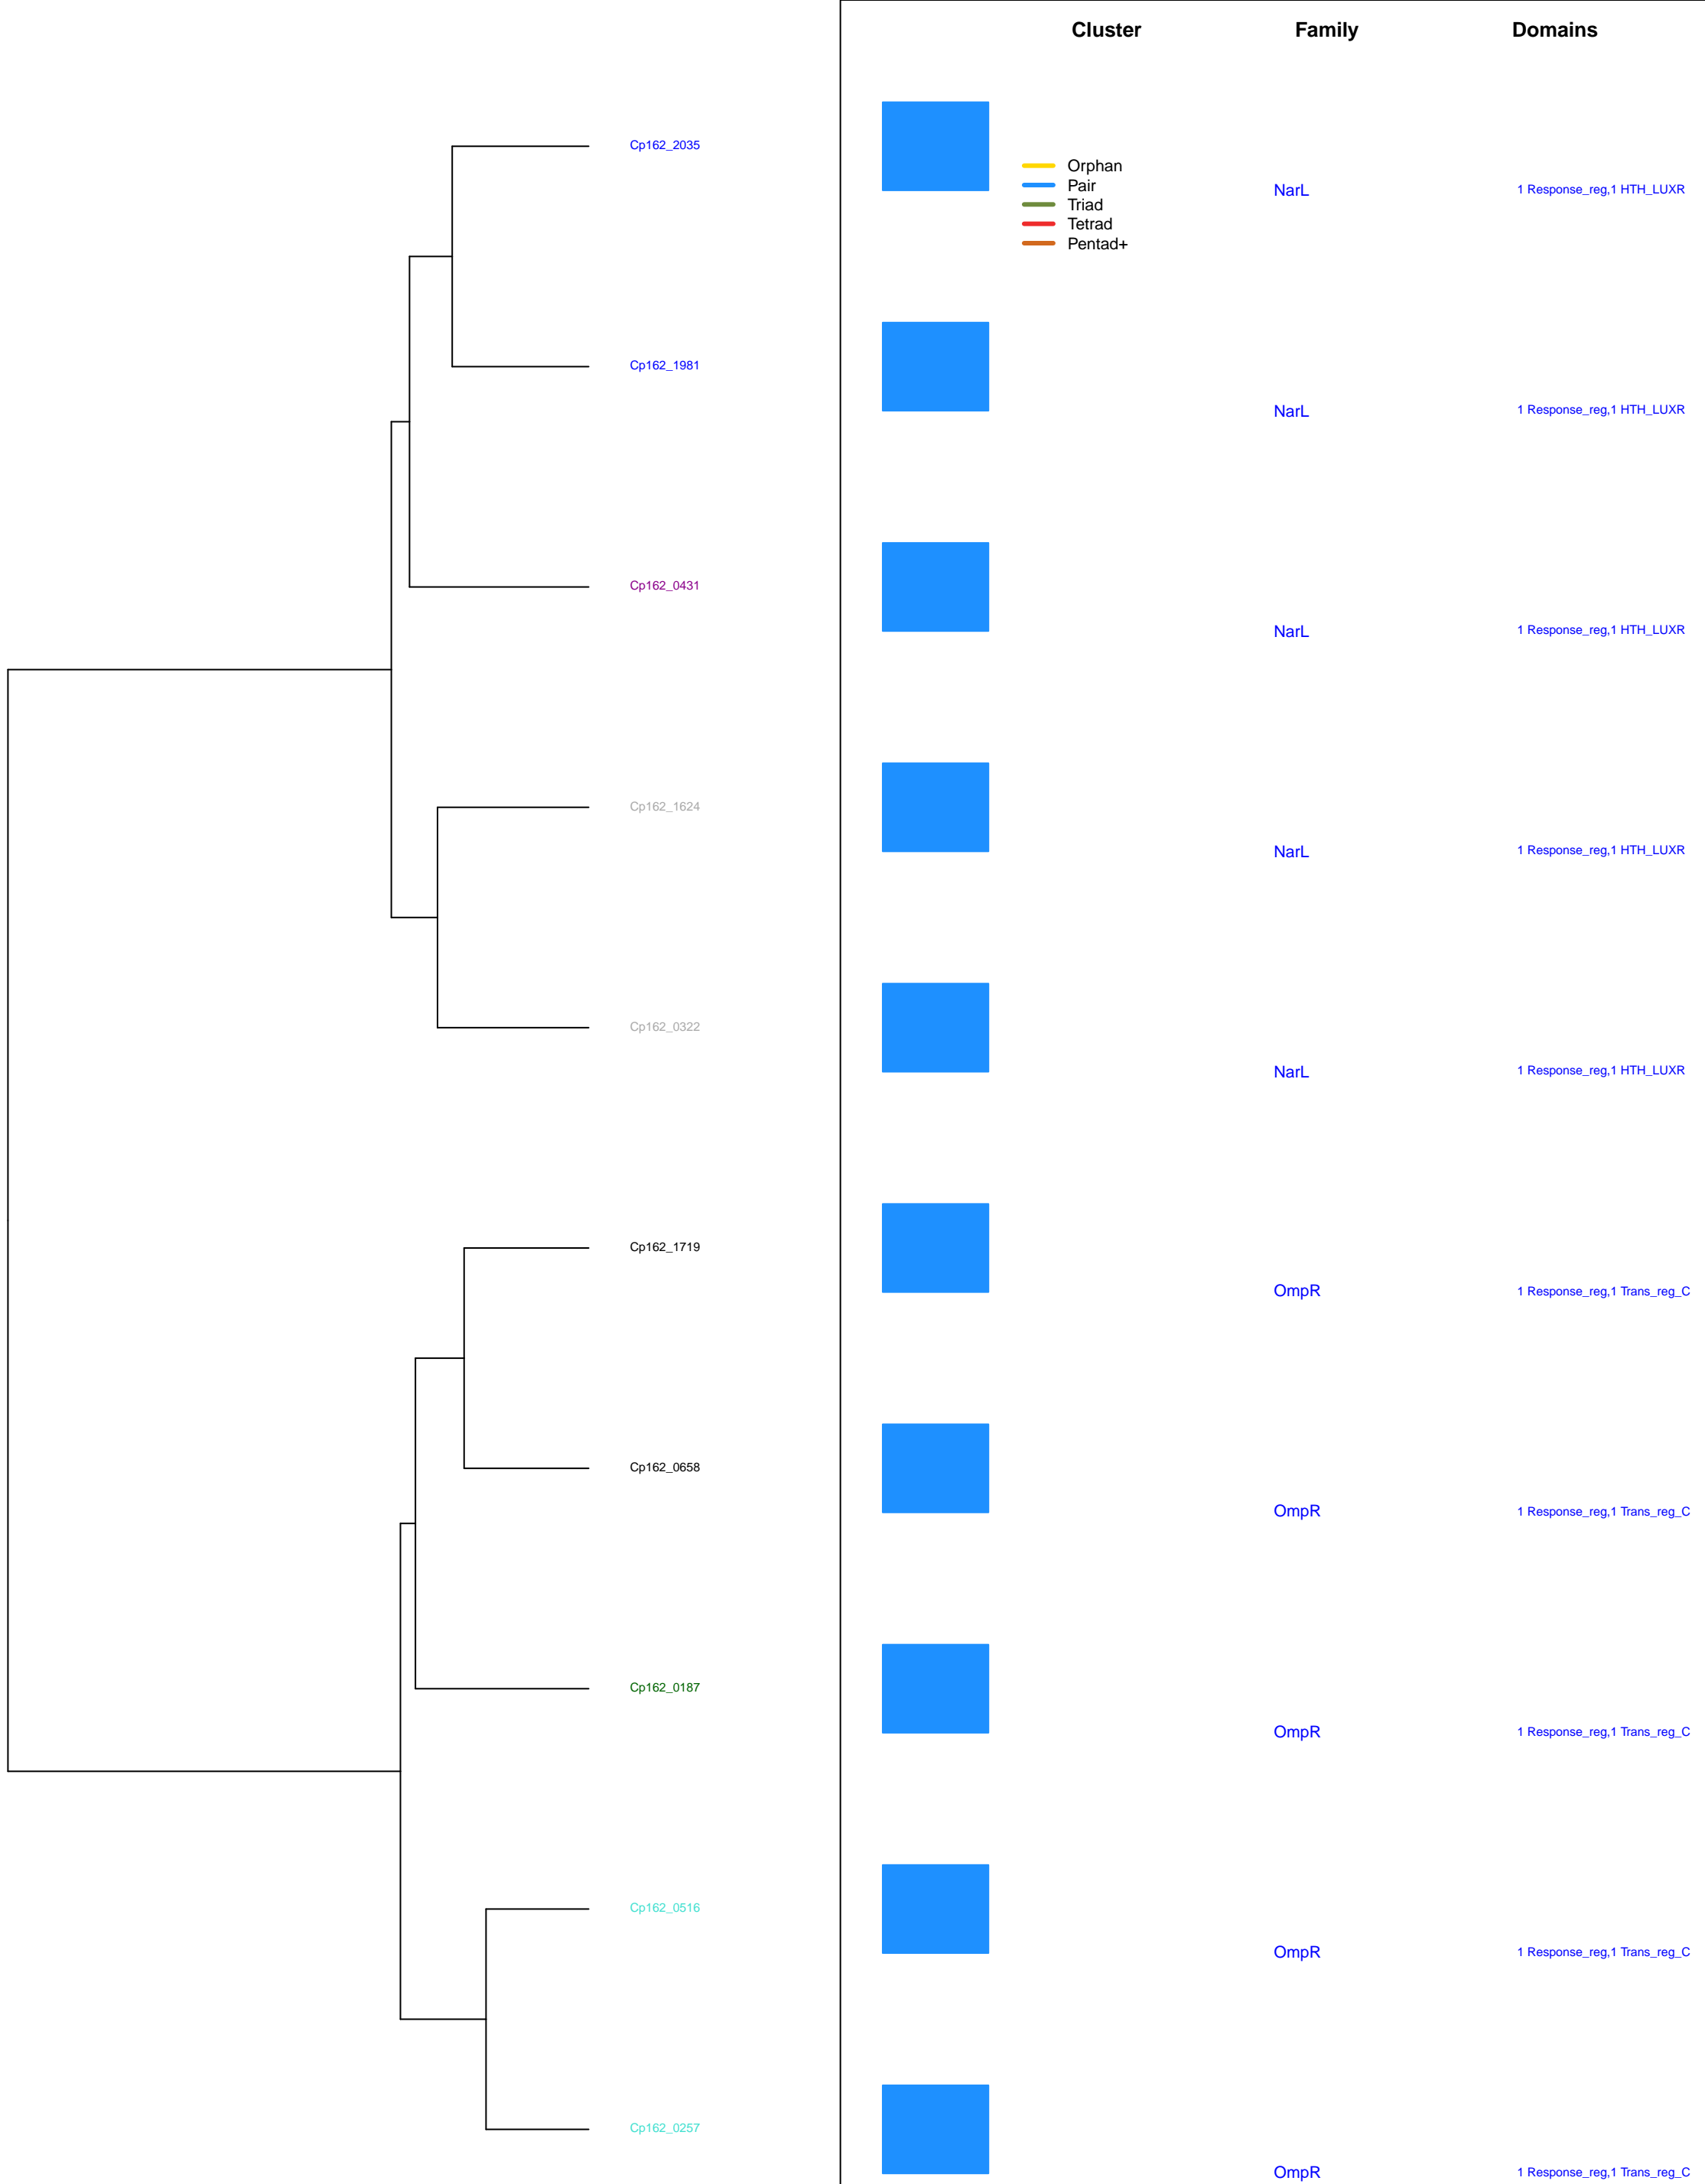 Cluster Family Domains
Cp162_2035
Orphan
Pair
Triad
Tetrad
Pentad+
NarL 1 Response_reg,1 HTH_LUXR
Cp162_1981
NarL 1 Response_reg,1 HTH_LUXR
Cp162_0431
NarL 1 Response_reg,1 HTH_LUXR
Cp162_1624
NarL 1 Response_reg,1 HTH_LUXR
Cp162_0322
NarL 1 Response_reg,1 HTH_LUXR
Cp162_1719
OmpR 1 Response_reg,1 Trans_reg_C
Cp162_0658
OmpR 1 Response_reg,1 Trans_reg_C
Cp162_0187
OmpR 1 Response_reg,1 Trans_reg_C
Cp162_0516
OmpR 1 Response_reg,1 Trans_reg_C
Cp162_0257
OmpR 1 Response_reg,1 Trans_reg_C